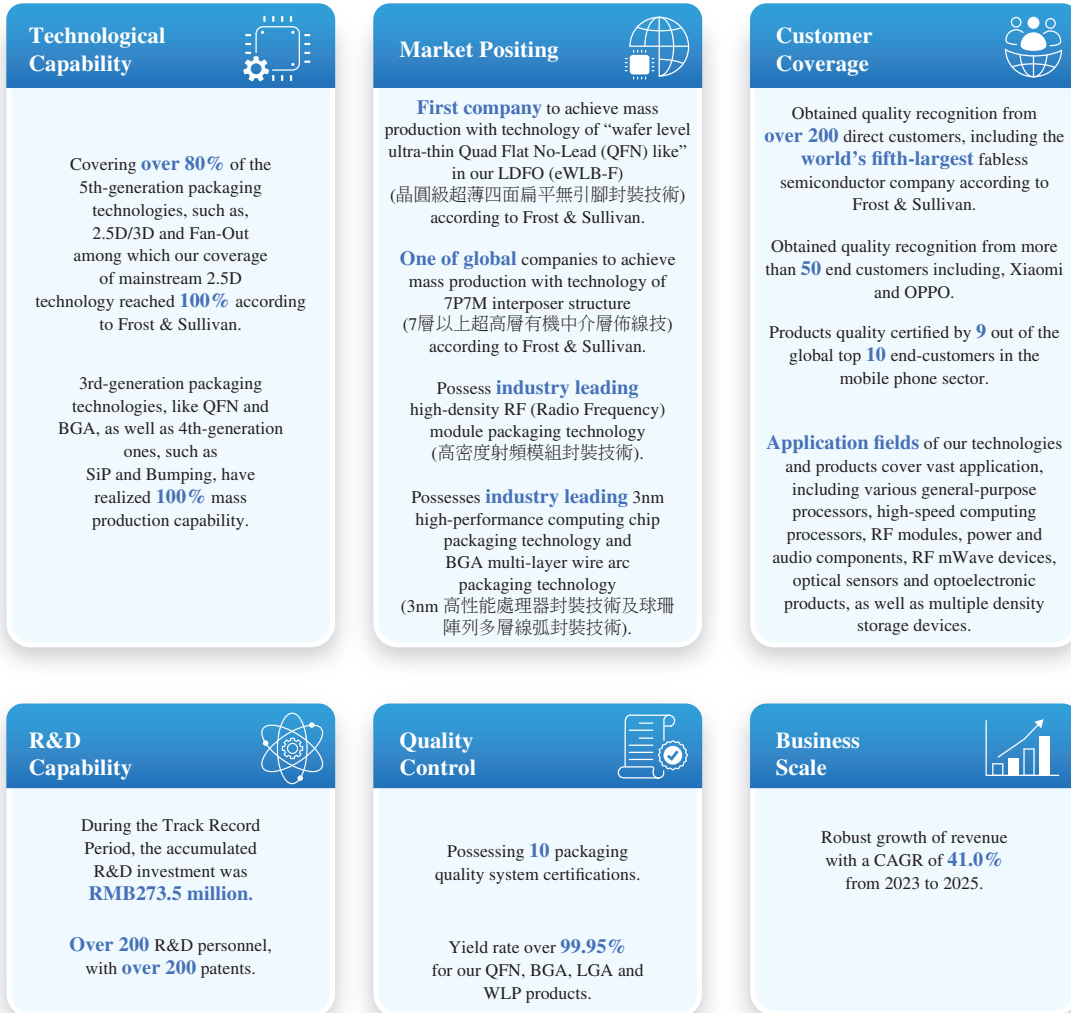 Technological
Capability
Covering over 80% of the
5th-generation packaging
technologies, such as,
2.5D/3D and Fan-Out
among which our coverage
of mainstream 2.5D
technology reached 100% according
to Frost & Sullivan.
3rd-generation packaging
technologies, like QFN and
BGA, as well as 4th-generation
ones, such as
SiP and Bumping, have
realized 100% mass
production capability.
Market Positing
First company to achieve mass
production with technology of “wafer level
ultra-thin Quad Flat No-Lead (QFN) like”
in our LDFO (eWLB-F)
(晶圓級超薄四面扁平無引腳封裝技術)
according to Frost & Sullivan.
One of global companies to achieve
mass production with technology of
7P7M interposer structure
(7層以上超高層有機中介層佈線技)
according to Frost & Sullivan.
Possess industry leading
high-density RF (Radio Frequency)
module packaging technology
(高密度射頻模組封裝技術).
Possesses industry leading 3nm
high-performance computing chip
packaging technology and
BGA multi-layer wire arc
packaging technology
(3nm 高性能處理器封裝技術及球珊
陣列多層線弧封裝技術).
Customer
Coverage
Obtained quality recognition from
over 200 direct customers, including the
world’s fifth-largest fabless
semiconductor company according to
Frost & Sullivan.
Obtained quality recognition from more
than 50 end customers including, Xiaomi
and OPPO.
Products quality certified by 9 out of the
global top 10 end-customers in the
mobile phone sector.
Application fields of our technologies
and products cover vast application,
including various general-purpose
processors, high-speed computing
processors, RF modules, power and
audio components, RF mWave devices,
optical sensors and optoelectronic
products, as well as multiple density
storage devices.
R&D
Capability
During the Track Record
Period, the accumulated
R&D investment was
RMB273.5 million.
Over 200 R&D personnel,
with over 200 patents.
Quality
Control
Possessing 10 packaging
quality system certifications.
Yield rate over 99.95%
for our QFN, BGA, LGA and
WLP products.
Business
Scale
Robust growth of revenue
with a CAGR of 41.0%
from 2023 to 2025.